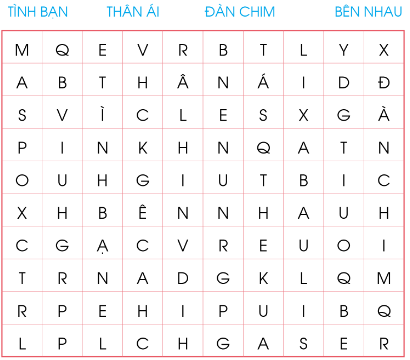 TÌNH BẠN THÂN ÁI ĐÀN CHIM BÊN NHAU
M Q E V R B T L Y X
A B T H Â N Á I D Đ
S V Ì C L E S X G À
P I N K H N Q A T N
O U H G I U T B I C
X H B Ê N N H A U H
C G Ạ C V R E U O I
T R N A D G K L Q M
R P E H I P U I B Q
L P L C H G A S E R